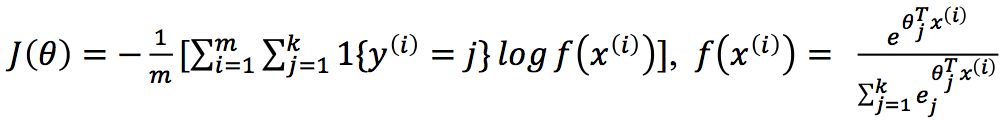 J(θ) = − 1/m [∑_{i=1}^{m} ∑_{j=1}^{k} 1{y^{(i)} = j} log f(x^{(i)})], f(x^{(i)}) = e^{θ_j^T x^{(i)}} / ∑_{j=1}^{k} e_j^{θ_j^T x^{(i)}}